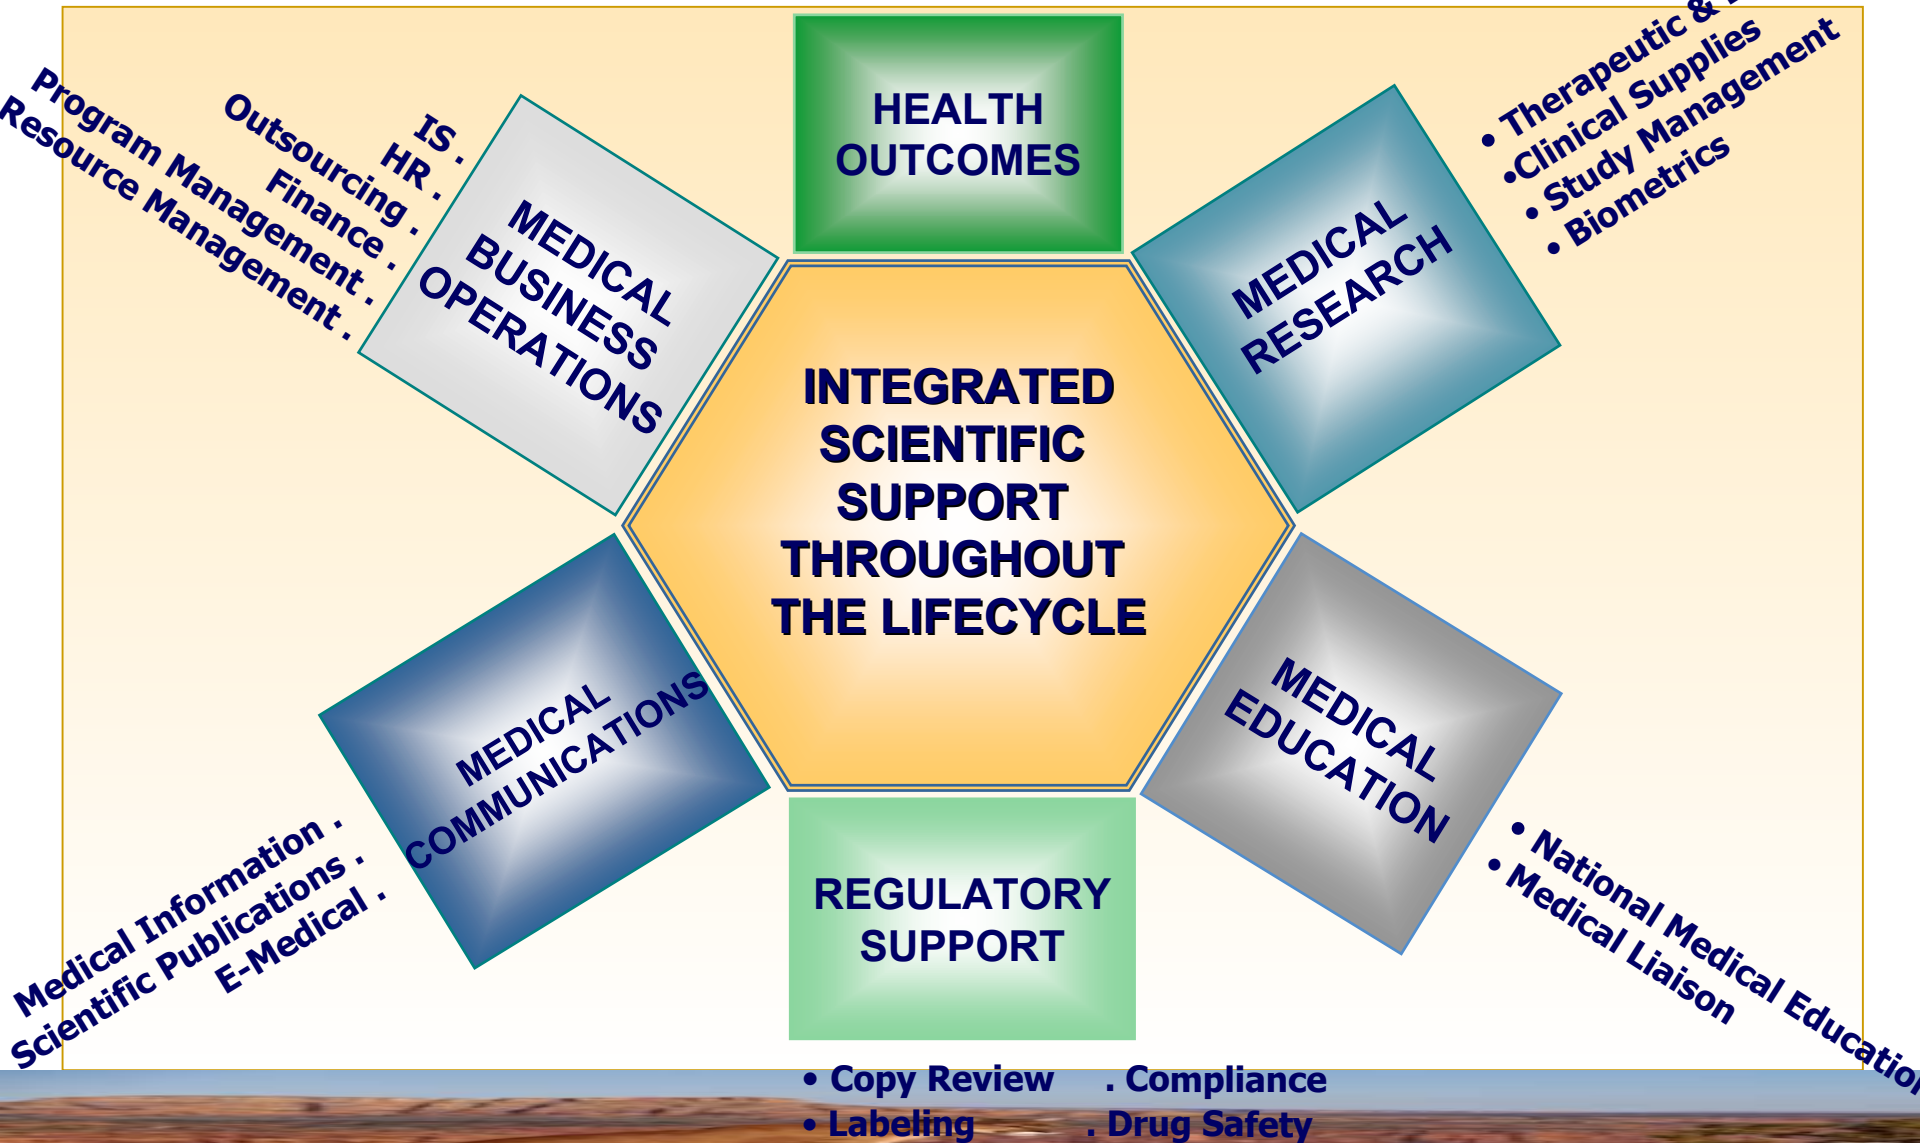 HEALTH
OUTCOMES
• Therapeutic &
•Clinical Supplies
• Study Management
• Biometrics
MEDICAL
RESEARCH
IS .
HR .
Outsourcing .
Finance .
Program Management .
Resource Management .
MEDICAL
BUSINESS
OPERATIONS
INTEGRATED
SCIENTIFIC
SUPPORT
THROUGHOUT
THE LIFECYCLE
MEDICAL
COMMUNICATIONS
Medical Information .
Scientific Publications .
E-Medical .
MEDICAL
EDUCATION
• National Medical Education
• Medical Liaison
REGULATORY
SUPPORT
• Copy Review . Compliance
• Labeling . Drug Safety